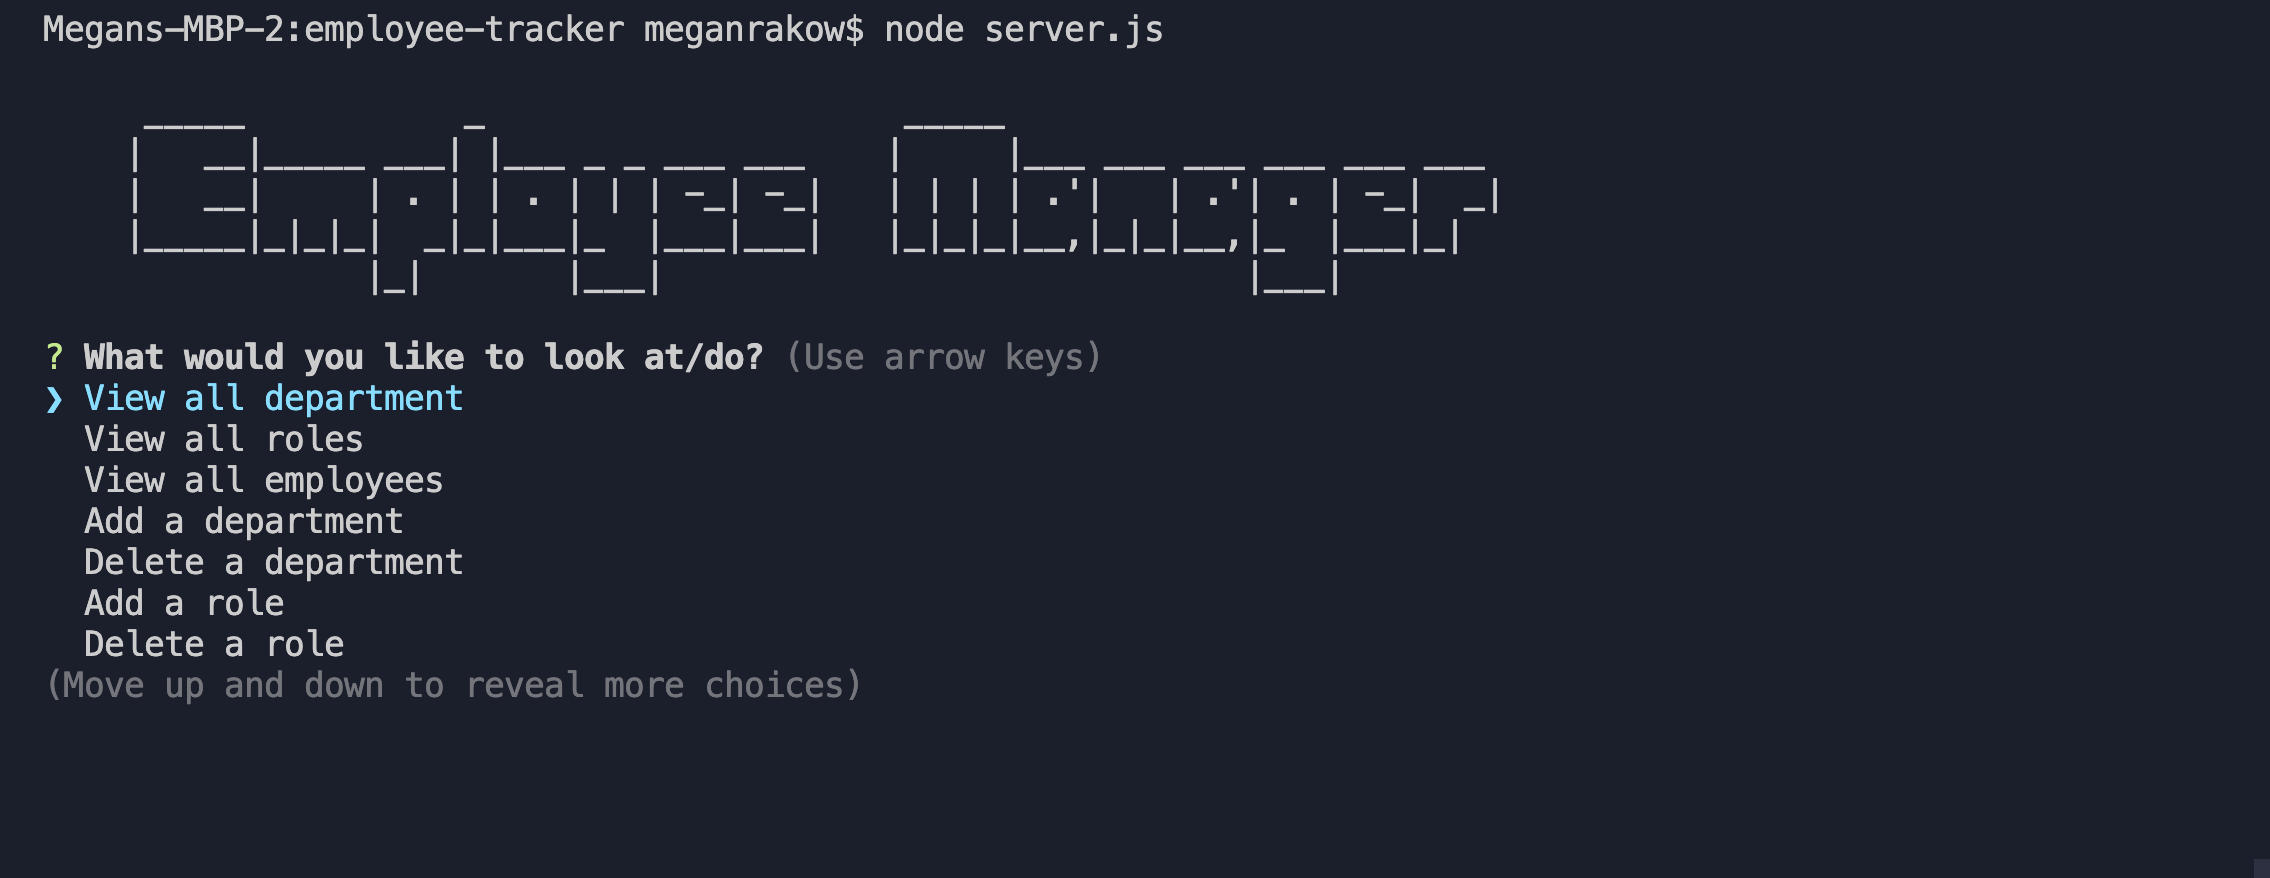 Megans-MBP-2:employee-tracker meganrakow$ node server.js
Employee Manager
? What would you like to look at/do? (Use arrow keys)
❯ View all department
View all roles
View all employees
Add a department
Delete a department
Add a role
Delete a role
(Move up and down to reveal more choices)